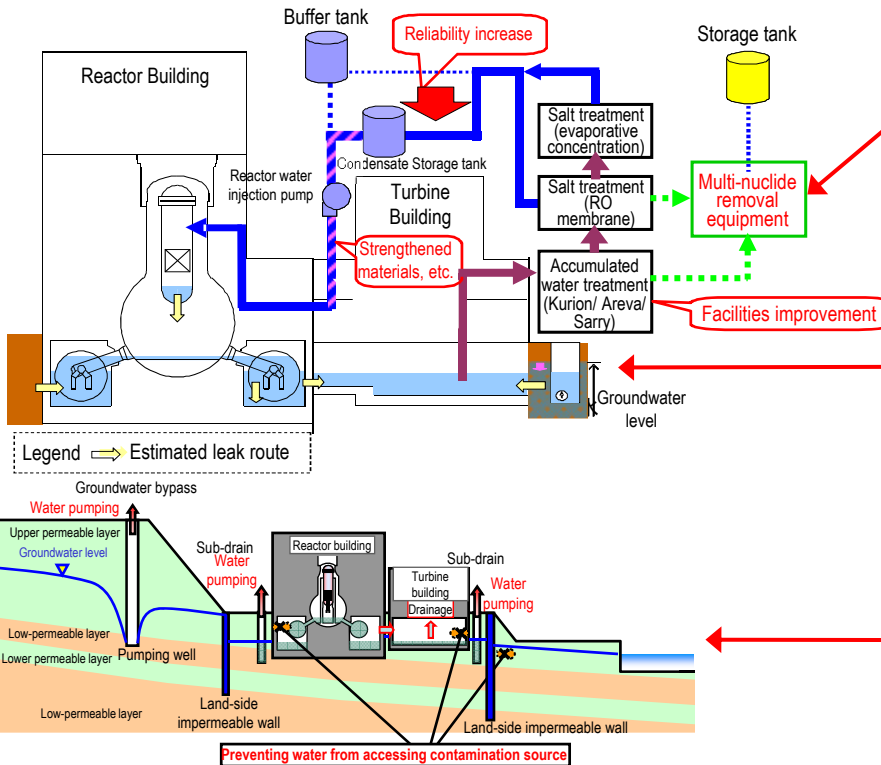 Buffer tank
Reliability increase
Storage tank
Reactor Building
Salt treatment
(evaporative
concentration)
Condensate Storage tank
Reactor water
injection pump
Turbine
Building
Salt treatment
(RO
membrane)
Multi-nuclide
removal
equipment
Strengthened
materials, etc.
Accumulated
water treatment
(Kurion/ Areva/
Sarry)
Facilities improvement
Groundwater
level
Legend
Estimated leak route
Groundwater bypass
Water pumping
Upper permeable layer
Groundwater level
Sub-drain
Water
pumping
Reactor building
Sub-drain
Water
pumping
Turbine
building
Drainage
Low-permeable layer
Pumping well
Lower permeable layer
Low-permeable layer
Land-side
impermeable wall
Land-side impermeable wall
Preventing water from accessing contamination source